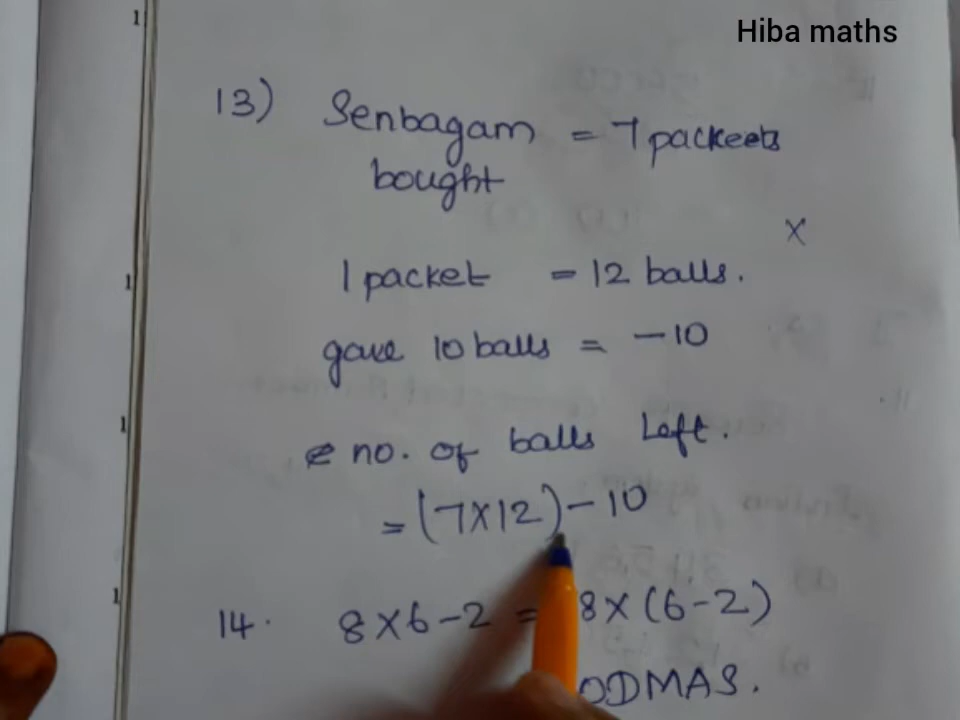 Hiba maths
13) Senbagam = 7 packeets
bought
x
1 packet = 12 balls.
gave 10 balls = -10
no. of balls Left.
= (7×12) - 10
14. 8×6-2 = 8×(6-2)
ODMAS.